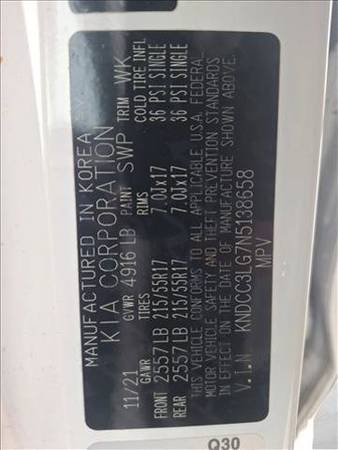 MANUFACTURED IN KOREA
KIA CORPORATION
11/21 GVWR 4916 LB PAINT SWP TRIM WK
GAWR TIRES RIMS COLD TIRE INFL
FRONT 2557LB 215/55R17 7.0Jx17 36 PSI SINGLE
REAR 2557LB 215/55R17 7.0Jx17 36 PSI SINGLE
THIS VEHICLE CONFORMS TO ALL APPLICABLE U.S.A. FEDERAL
MOTOR VEHICLE SAFETY AND THEFT PREVENTION STANDARDS
IN EFFECT ON THE DATE OF MANUFACTURE SHOWN ABOVE.
V.I.N KNDCC3LG7N5138658
MPV
Q30